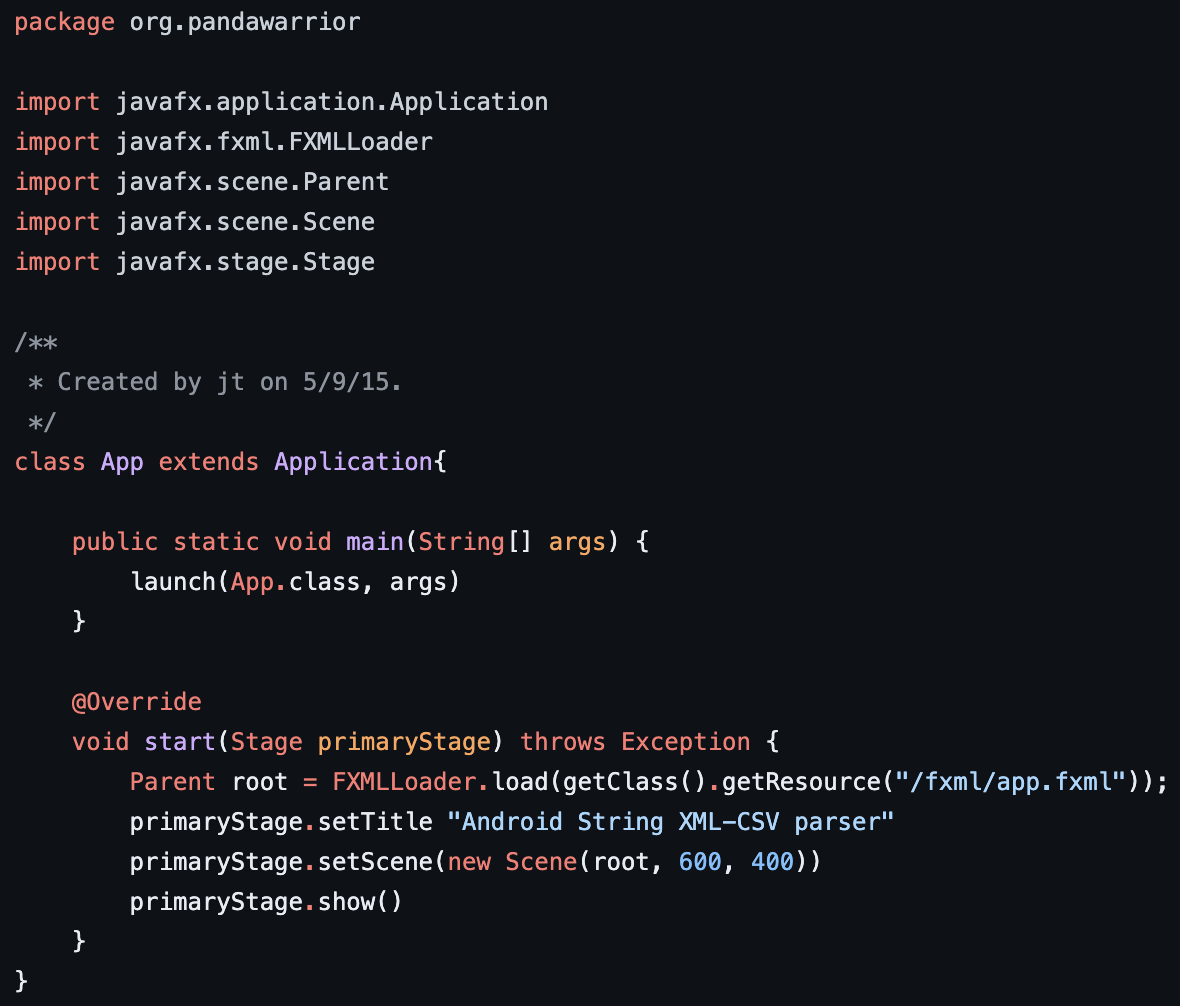 package org.pandawarrior

import javafx.application.Application
import javafx.fxml.FXMLLoader
import javafx.scene.Parent
import javafx.scene.Scene
import javafx.stage.Stage

/**
 * Created by jt on 5/9/15.
 */
class App extends Application{

    public static void main(String[] args) {
        launch(App.class, args)
    }

    @Override
    void start(Stage primaryStage) throws Exception {
        Parent root = FXMLLoader.load(getClass().getResource("/fxml/app.fxml"));
        primaryStage.setTitle "Android String XML-CSV parser"
        primaryStage.setScene(new Scene(root, 600, 400))
        primaryStage.show()
    }
}